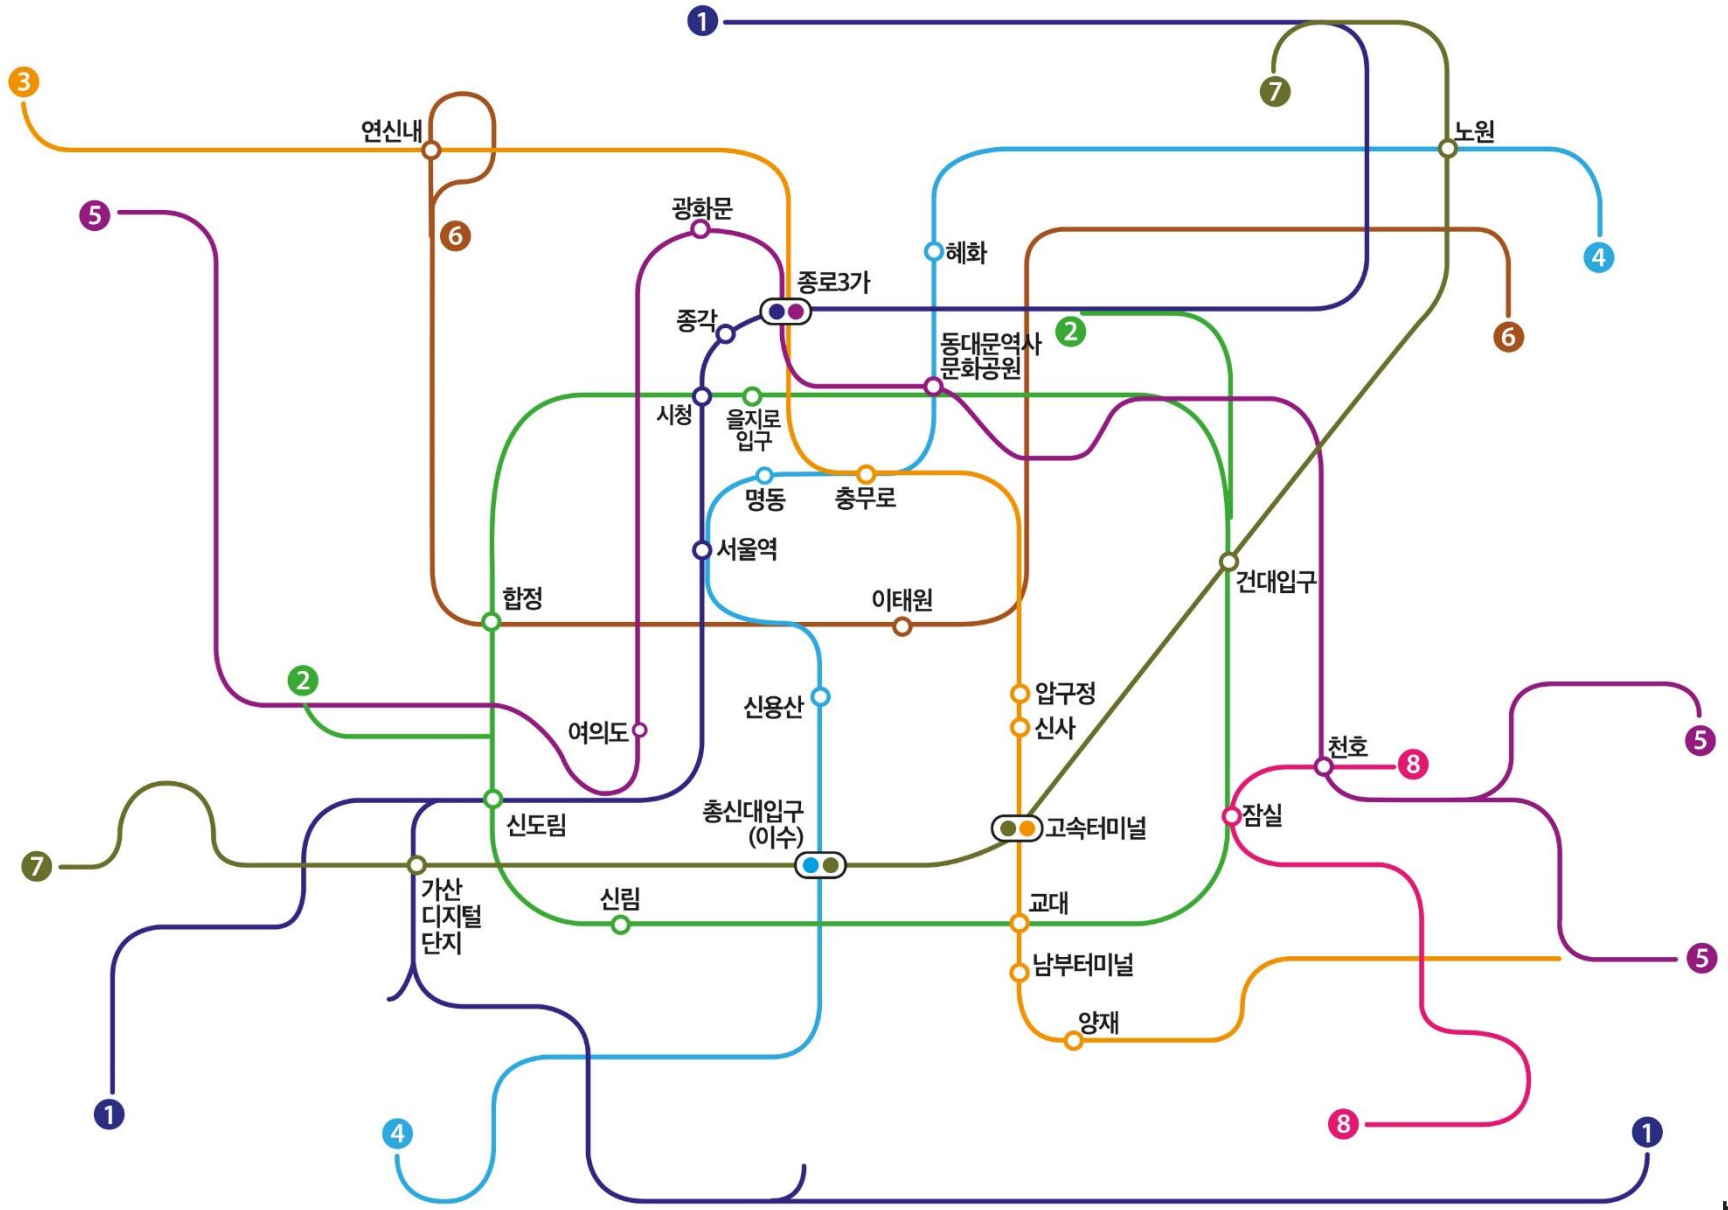 1
7
3
연신내
노원
5
광화문
6
혜화
4
종로3가
종각
2
6
동대문역사
문화공원
시청
을지로
입구
명동
충무로
서울역
건대입구
합정
이태원
2
압구정
신용산
신사
여의도
5
천호
8
총신대입구
(이수)
신도림
고속터미널
잠실
7
가산
디지털
단지
신림
교대
남부터미널
5
양재
1
4
8
1